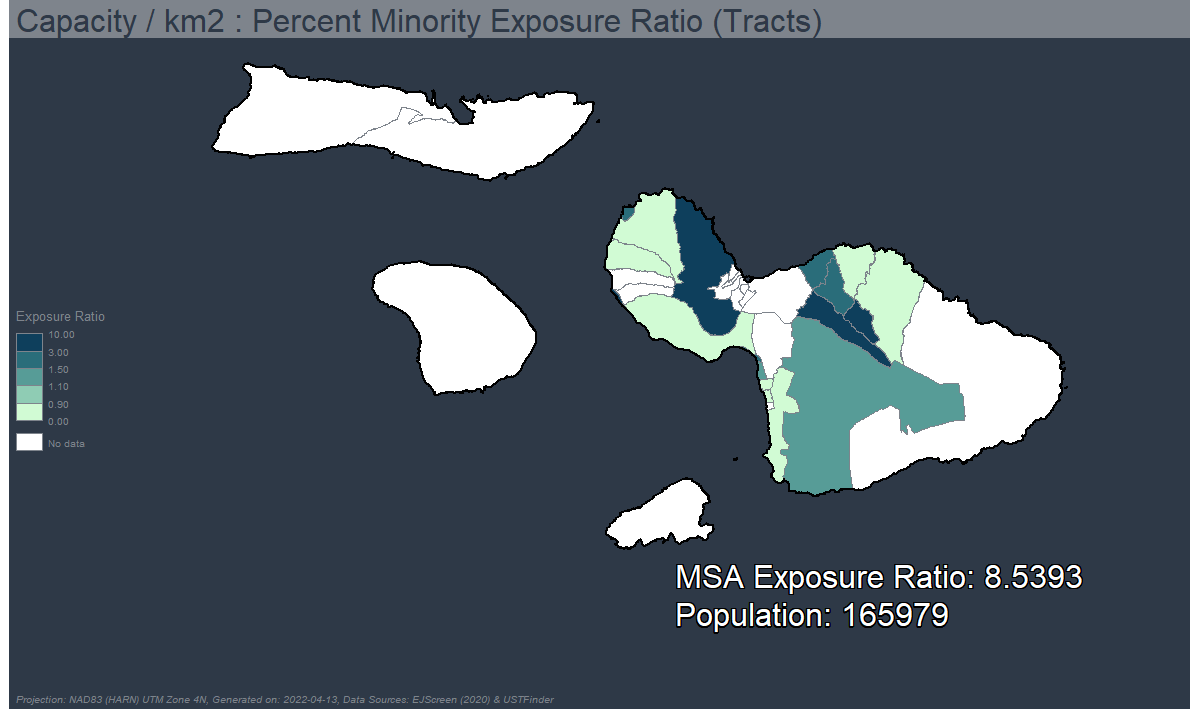 Capacity / km2 : Percent Minority Exposure Ratio (Tracts)
Exposure Ratio
10.00
3.00
1.50
1.10
0.90
0.00
No data
MSA Exposure Ratio: 8.5393
Population: 165979
Projection: NAD83 (HARN) UTM Zone 4N, Generated on: 2022-04-13, Data Sources: EJScreen (2020) & USTFinder